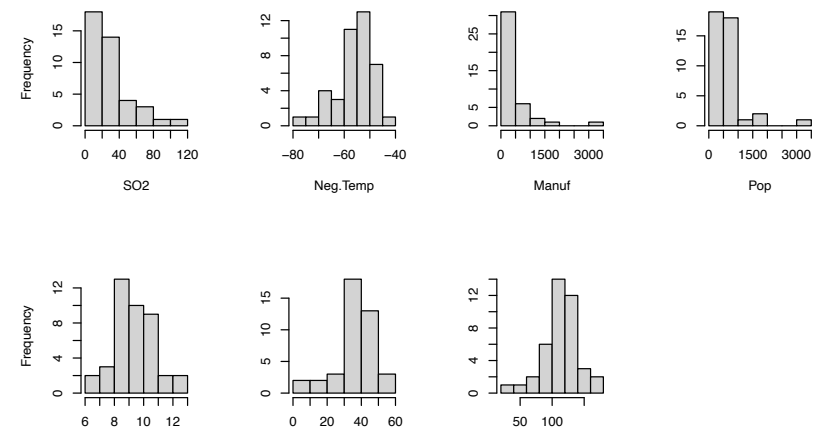 Frequency
0 5 10 15
0 40 80 120
SO2
0 4 8 12
−80 −60 −40
Neg.Temp
0 5 15 25
0 1500 3000
Manuf
0 5 10 15
0 1500 3000
Pop
Frequency
0 4 8 12
6 8 10 12
0 5 10 15
0 20 40 60
0 4 8 12
50 100